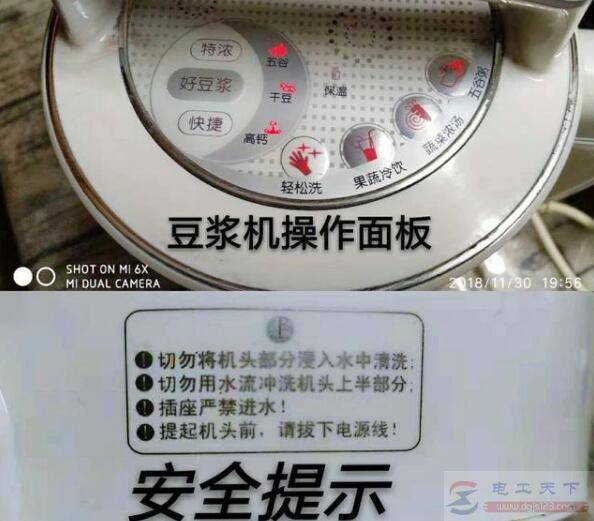 特浓
五谷
好豆浆
干豆
快捷
高钙
保温
轻松洗
果蔬冷饮
蔬菜浓汤
五谷粥
豆浆机操作面板
SHOT ON MI 6X
MI DUAL CAMERA
2018/11/30 19:56
切勿将机头部分浸入水中清洗;
切勿用水流冲洗机头上半部分;
插座严禁进水!
提起机头前,请拔下电源线!
安全提示
电工天下
www.dgjs123.com